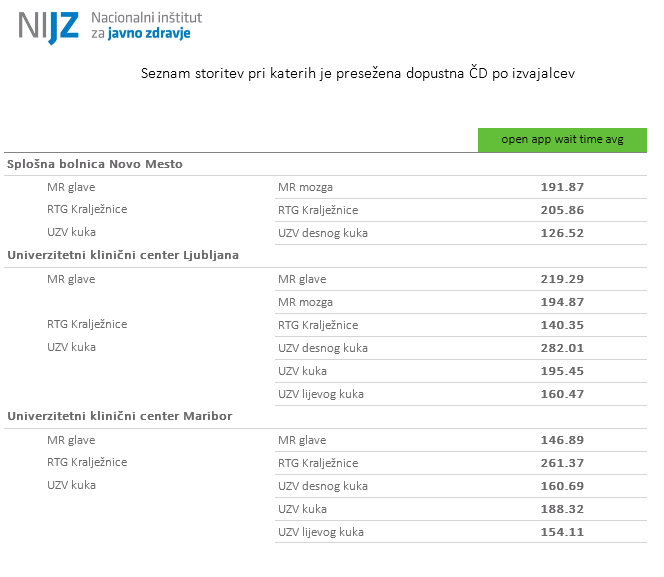 NIJZ Nacionalni inštitut
za javno zdravje
Seznam storitev pri katerih je presežena dopustna ČD po izvajalcev
open app wait time avg
Splošna bolnica Novo Mesto
MR glave MR mozga 191.87
RTG Kralježnice RTG Kralježnice 205.86
UZV kuka UZV desnog kuka 126.52
Univerzitetni klinični center Ljubljana
MR glave MR glave 219.29
MR mozga 194.87
RTG Kralježnice RTG Kralježnice 140.35
UZV kuka UZV desnog kuka 282.01
UZV kuka 195.45
UZV lijevog kuka 160.47
Univerzitetni klinični center Maribor
MR glave MR glave 146.89
RTG Kralježnice RTG Kralježnice 261.37
UZV kuka UZV desnog kuka 160.69
UZV kuka 188.32
UZV lijevog kuka 154.11